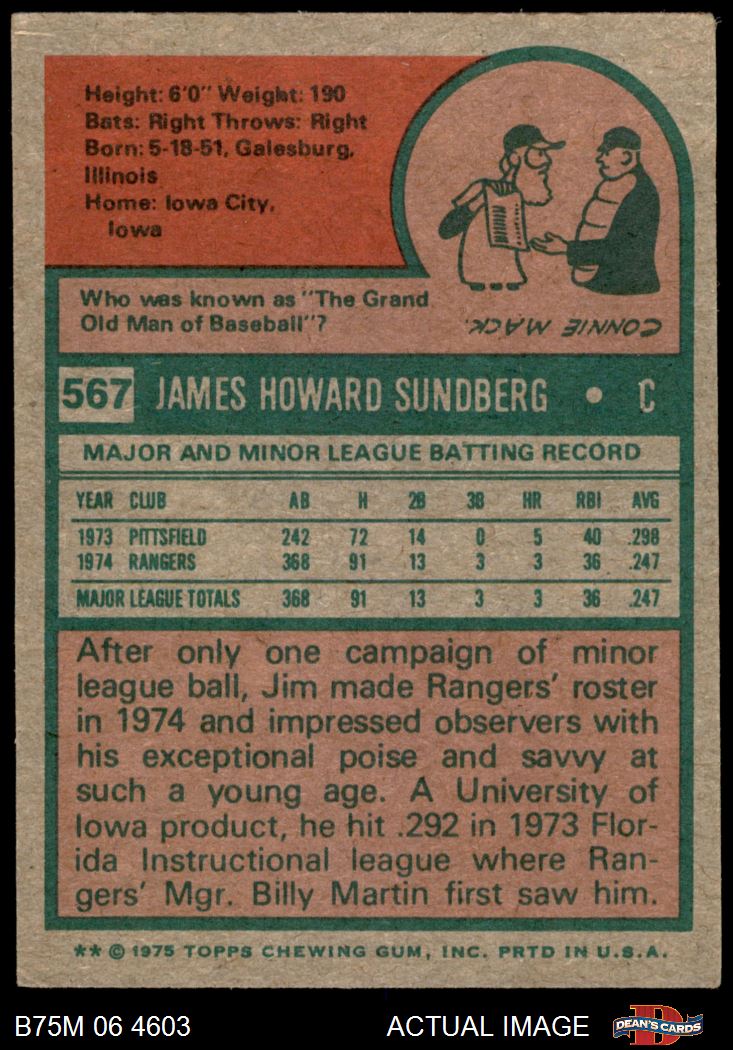 Height: 6'0" Weight: 190
Bats: Right Throws: Right
Born: 5-18-51, Galesburg,
Illinois
Home: Iowa City,
Iowa
Who was known as "The Grand
Old Man of Baseball"?
CONNIE MACK.
567 JAMES HOWARD SUNDBERG • C
MAJOR AND MINOR LEAGUE BATTING RECORD
YEAR CLUB AB H 2B 3B HR RBI AVG
1973 PITTSFIELD 242 72 14 0 5 40 .298
1974 RANGERS 368 91 13 3 3 36 .247
MAJOR LEAGUE TOTALS 368 91 13 3 3 36 .247
After only one campaign of minor
league ball, Jim made Rangers' roster
in 1974 and impressed observers with
his exceptional poise and savvy at
such a young age. A University of
Iowa product, he hit .292 in 1973 Flor-
ida Instructional league where Ran-
gers' Mgr. Billy Martin first saw him.
** © 1975 TOPPS CHEWING GUM, INC. PRTD IN U.S.A.
B75M 06 4603 ACTUAL IMAGE D DEAN'S CARDS